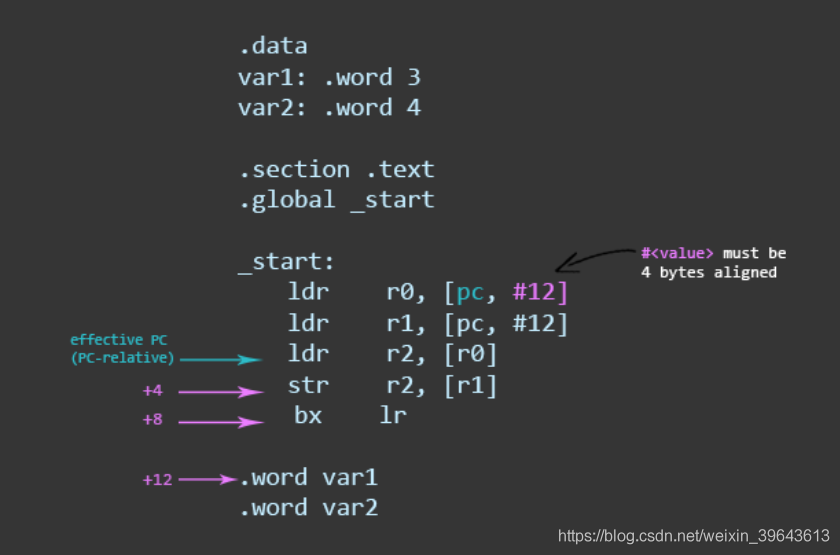 .data
var1: .word 3
var2: .word 4
.section .text
.global _start
_start:
ldr r0, [pc, #12]
#<value> must be
4 bytes aligned
ldr r1, [pc, #12]
effective PC
(PC-relative)
ldr r2, [r0]
+4
str r2, [r1]
+8
bx lr
+12
.word var1
.word var2
https://blog.csdn.net/weixin_39643613